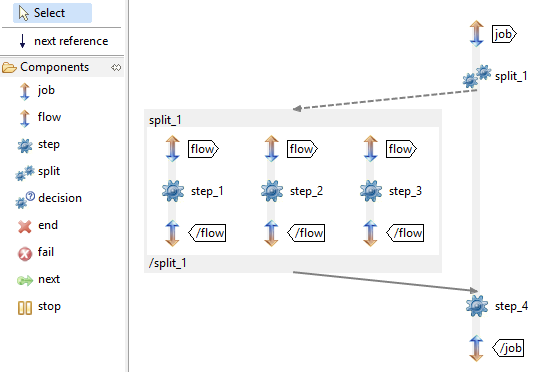 Select
next reference
Components
job
flow
step
split
decision
end
fail
next
stop
job
split_1
split_1
flow
flow
flow
step_1
step_2
step_3
/flow
/flow
/flow
/split_1
step_4
/job